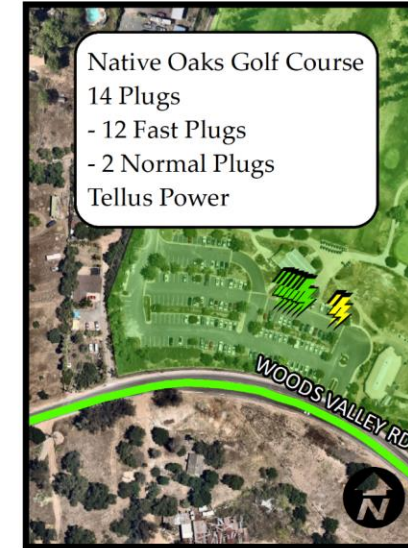 Native Oaks Golf Course
14 Plugs
- 12 Fast Plugs
- 2 Normal Plugs
Tellus Power
WOODS VALLEY RD
N